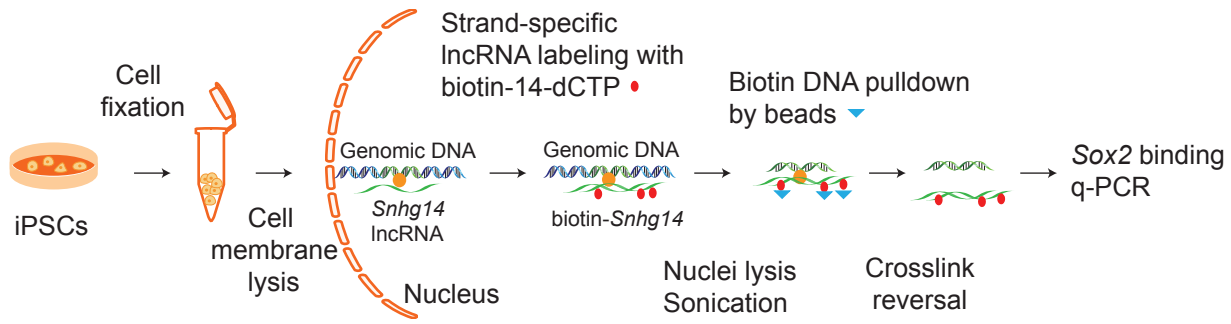 iPSCs
Cell
fixation
Cell
membrane
lysis
Strand-specific
lncRNA labeling with
biotin-14-dCTP
Genomic DNA
Snhg14
lncRNA
Nucleus
Genomic DNA
biotin-Snhg14
Biotin DNA pulldown
by beads
Nuclei lysis
Sonication
Crosslink
reversal
Sox2 binding
q-PCR